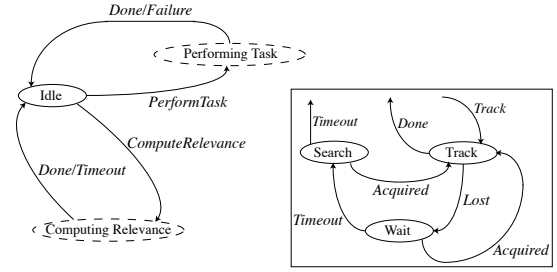 Done/Failure
Performing Task
Idle
PerformTask
ComputeRelevance
Done/Timeout
Computing Relevance
Track
Timeout
Done
Search
Track
Acquired
Lost
Timeout
Wait
Acquired